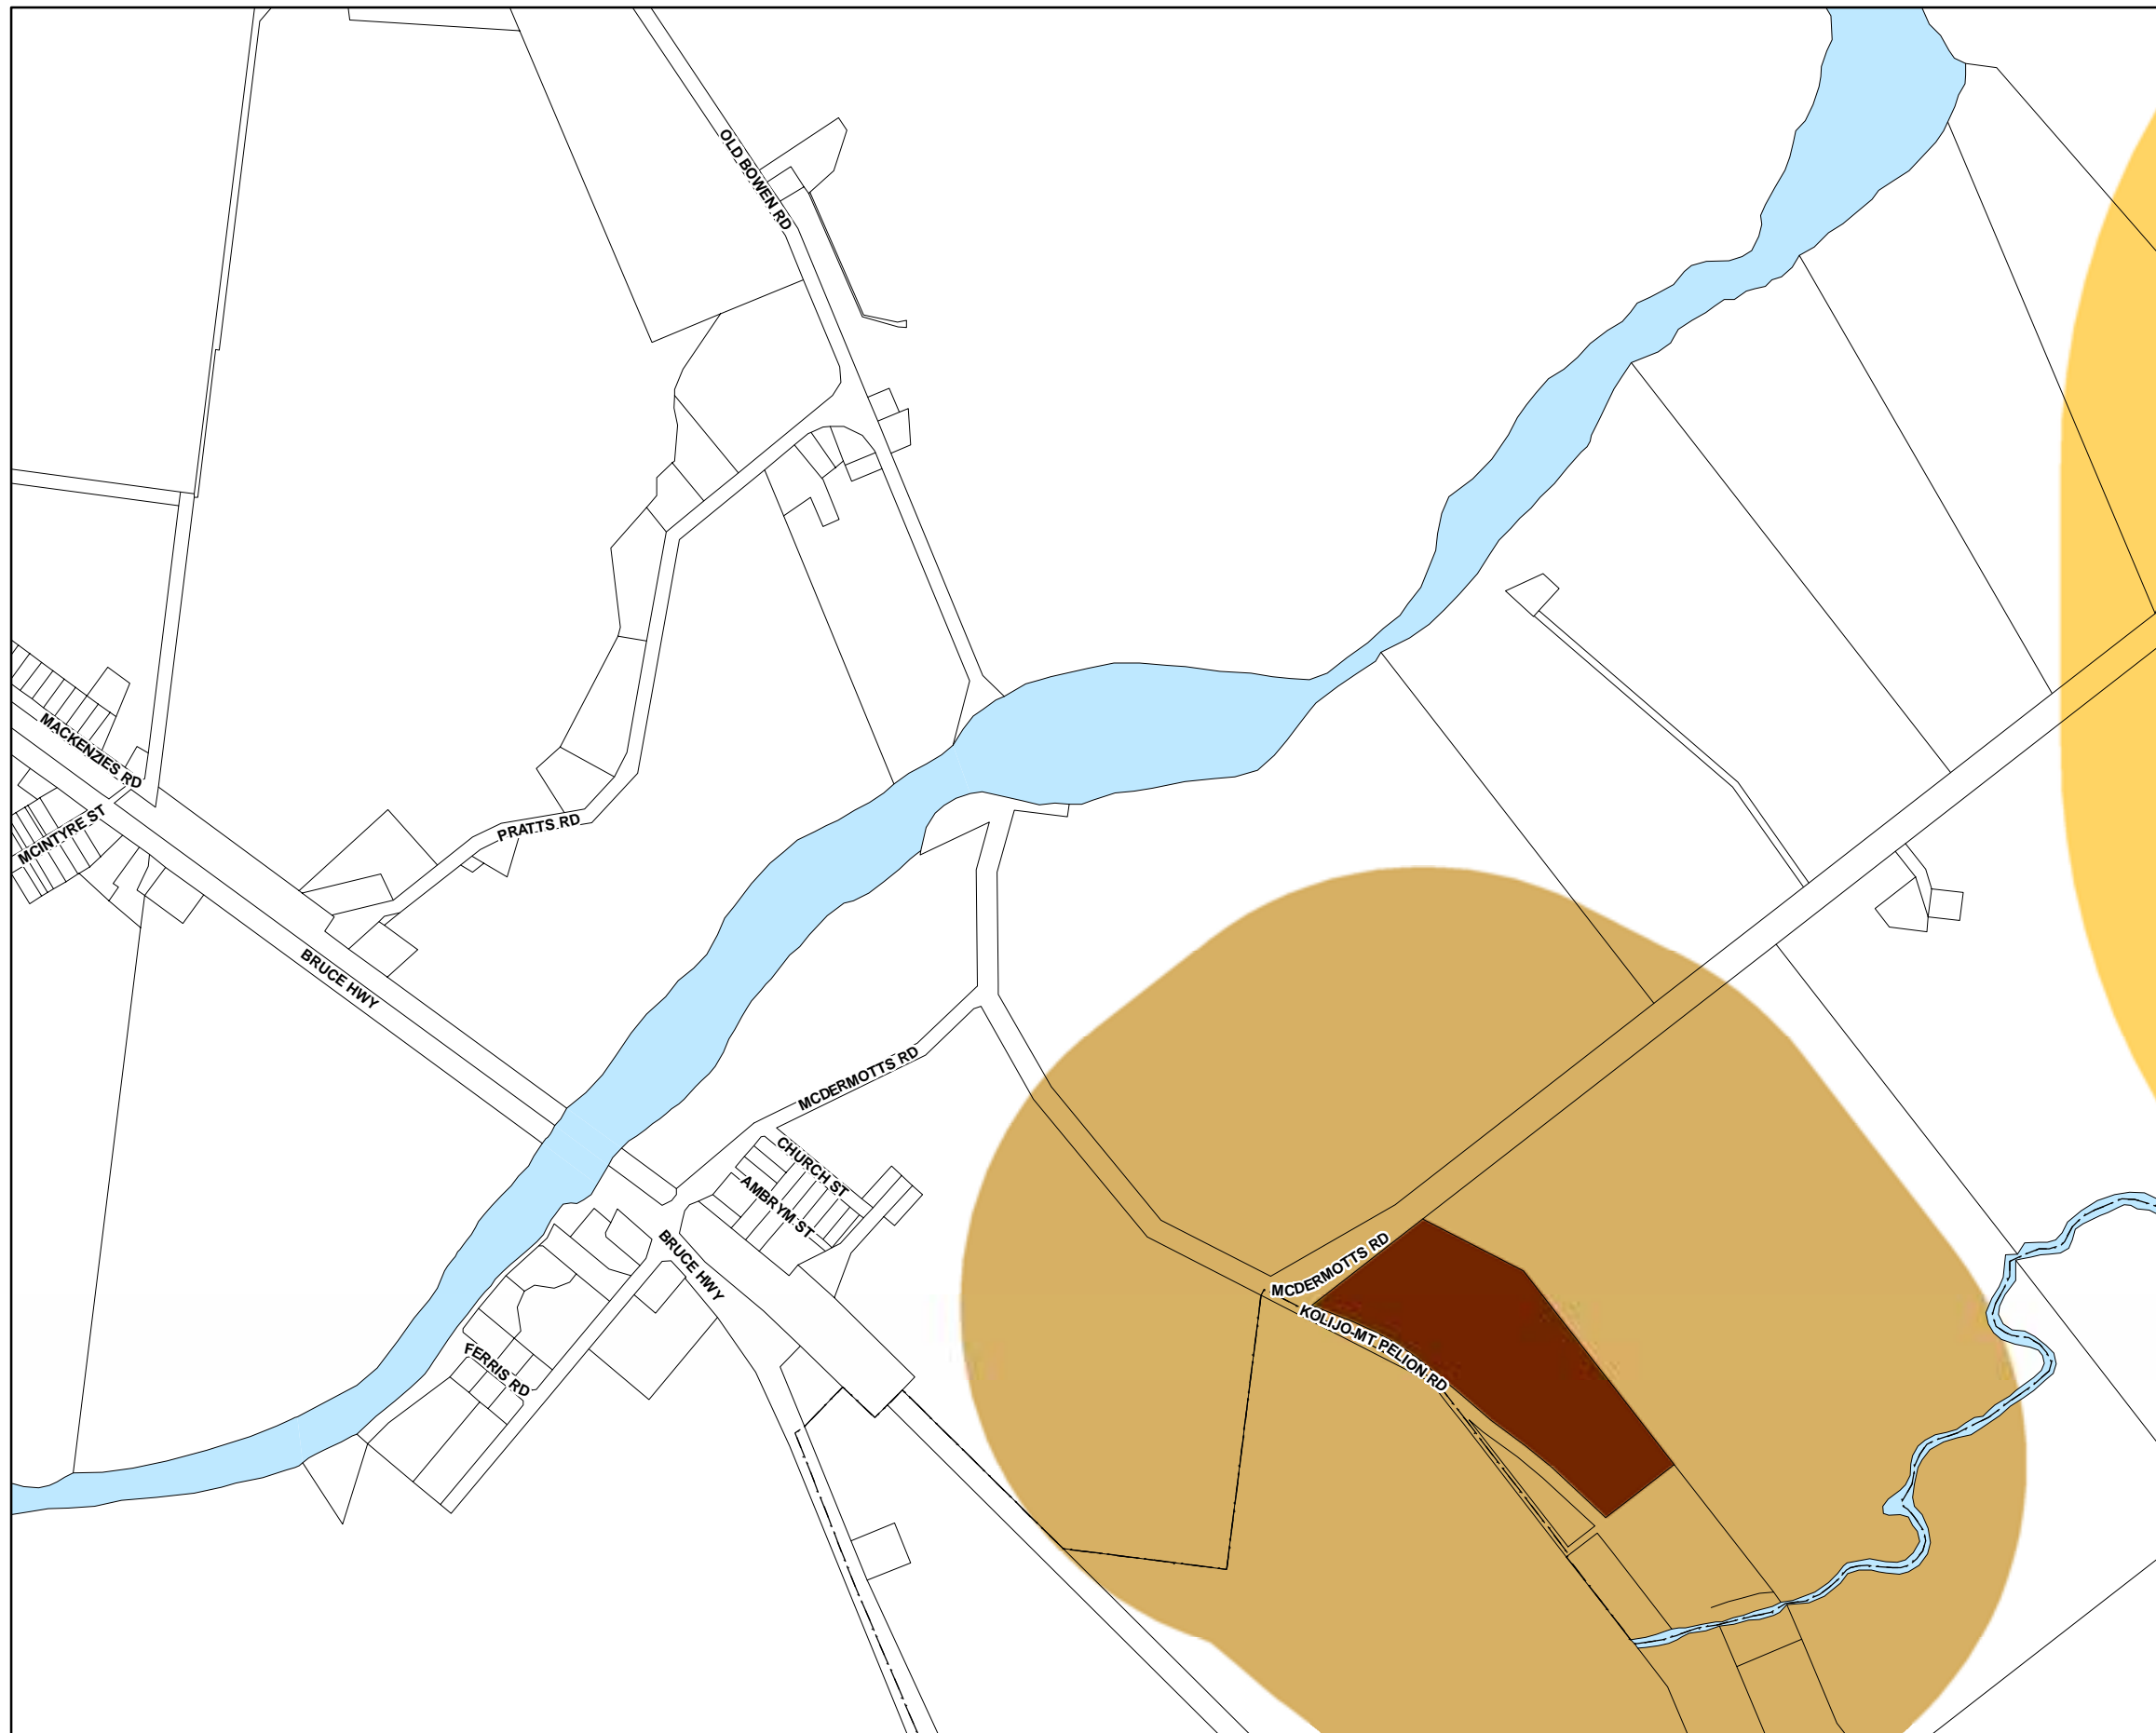 OLD BOWEN RD
MACKENZIES RD
MCINTYRE ST
PRATTS RD
BRUCE HWY
MCDERMOTTS RD
CHURCH ST
AMBRYM ST
BRUCE HWY
MCDERMOTTS RD
KOLIJO-MT PELION RD
FERRIS RD